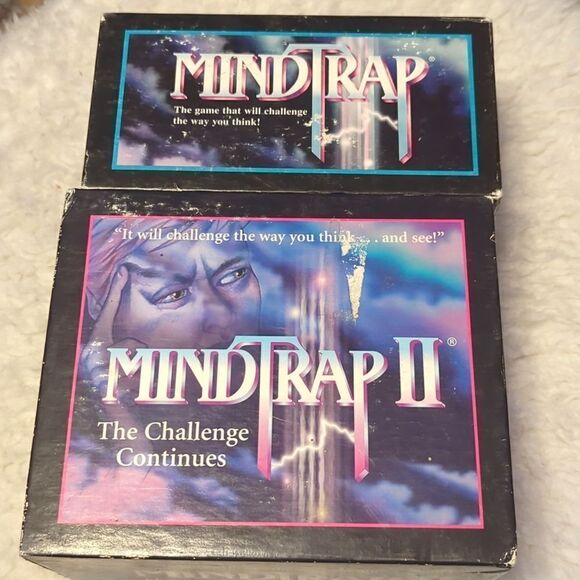 MINDTRAP®
The game that will challenge
the way you think!
“It will challenge the way you think . . . and see!”
MINDTRAP II®
The Challenge
Continues